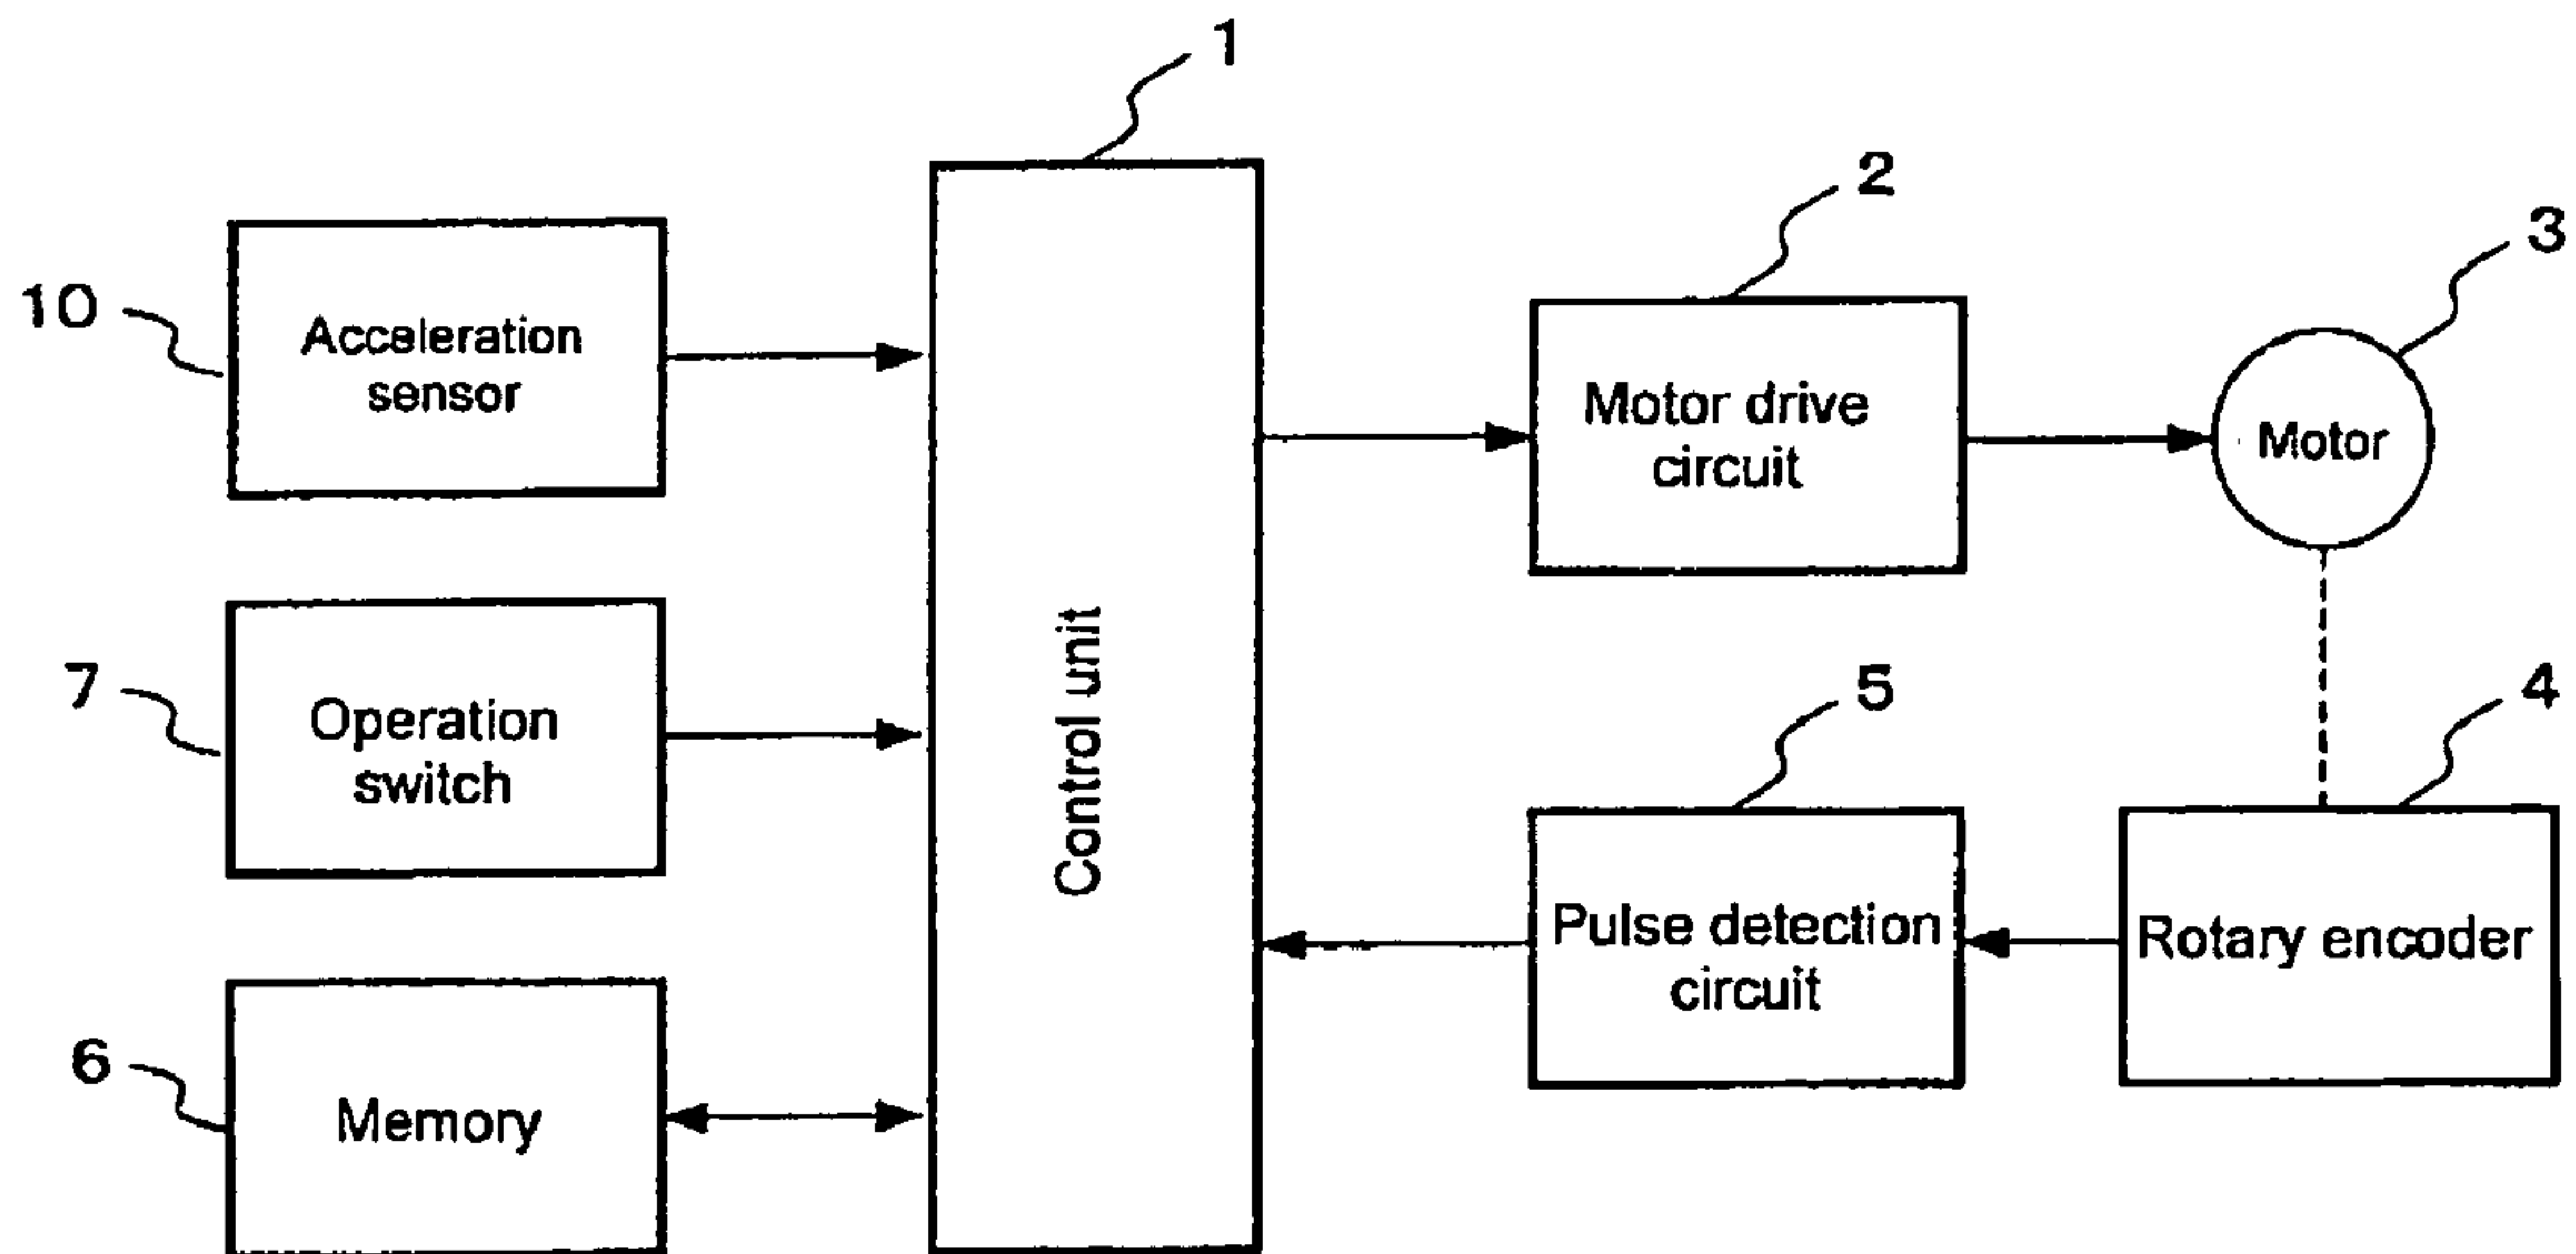 1
2
3
10
Acceleration
sensor
Motor drive
circuit
Motor
7
Operation
switch
Control unit
5
4
Pulse detection
circuit
Rotary encoder
6
Memory